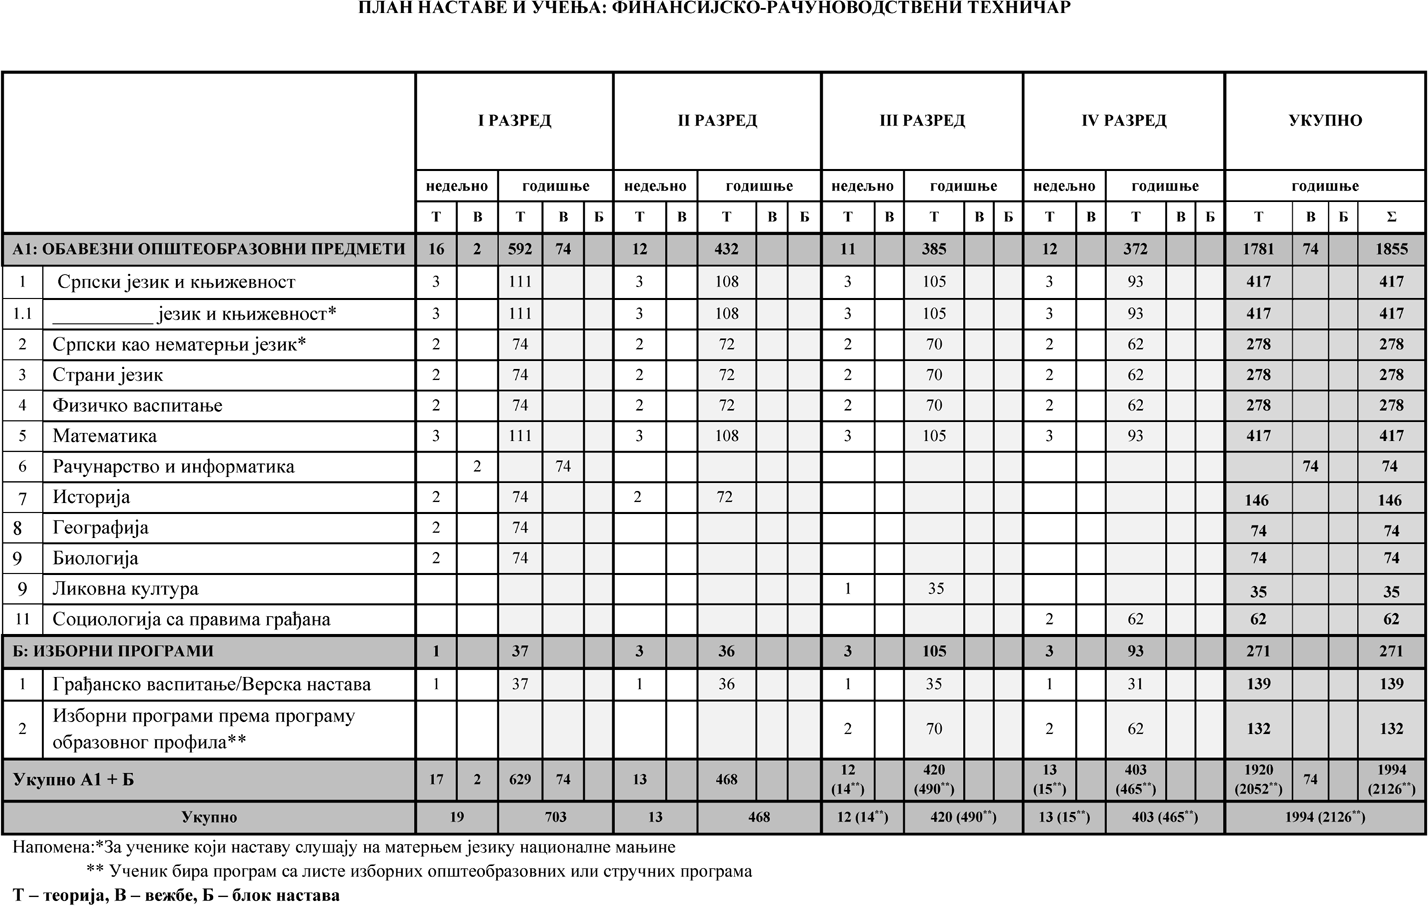 ПЛАН НАСТАВЕ И УЧЕЊА: ФИНАНСИЈСКО-РАЧУНОВОДСТВЕНИ ТЕХНИЧАР
I РАЗРЕД II РАЗРЕД III РАЗРЕД IV РАЗРЕД УКУПНО
недељно годишње недељно годишње недељно годишње недељно годишње годишње
Т В Т В Б Т В Т В Б Т В Т В Б Т В Т В Б Т В Б Σ
А1: ОБАВЕЗНИ ОПШТЕОБРАЗОВНИ ПРЕДМЕТИ 16 2 592 74 12 432 11 385 12 372 1781 74 1855
1 Српски језик и књижевност 3 111 3 108 3 105 3 93 417 417
1.1 ___________ језик и књижевност* 3 111 3 108 3 105 3 93 417 417
2 Српски као нематерњи језик* 2 74 2 72 2 70 2 62 278 278
3 Страни језик 2 74 2 72 2 70 2 62 278 278
4 Физичко васпитање 2 74 2 72 2 70 2 62 278 278
5 Математика 3 111 3 108 3 105 3 93 417 417
6 Рачунарство и информатика 2 74 74 74
7 Историја 2 74 2 72 146 146
8 Географија 2 74 74 74
9 Биологија 2 74 74 74
9 Ликовна култура 1 35 35 35
11 Социологија са правима грађана 2 62 62 62
Б: ИЗБОРНИ ПРОГРАМИ 1 37 3 36 3 105 3 93 271 271
1 Грађанско васпитање/Верска настава 1 37 1 36 1 35 1 31 139 139
2 Изборни програми према програму
образовног профила** 2 70 2 62 132 132
Укупно А1 + Б 17 2 629 74 13 468 12 (14**) 420 (490**) 13 (15**) 403 (465**) 1920 (2052**) 74 1994 (2126**)
Укупно 19 703 13 468 12 (14**) 420 (490**) 13 (15**) 403 (465**) 1994 (2126**)
Напомена:*За ученике који наставу слушају на матерњем језику националне мањине
** Ученик бира програм са листе изборних општеобразовних или стручних програма
Т – теорија, В – вежбе, Б – блок настава